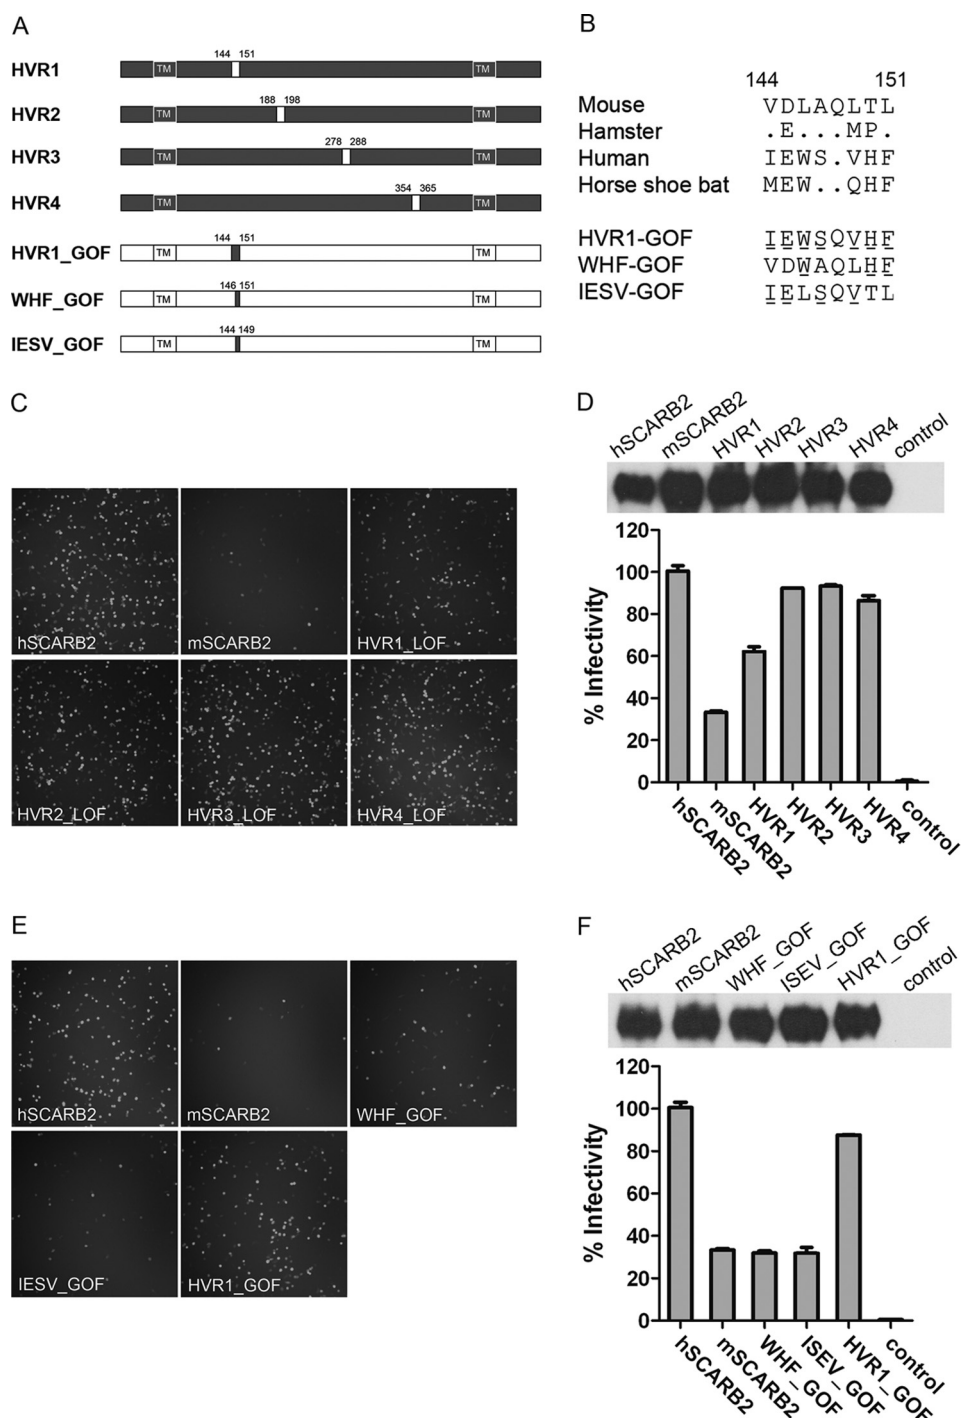 A
144 151
HVR1 TM TM
188 198
HVR2 TM TM
278 288
HVR3 TM TM
354 365
HVR4 TM TM
144 151
HVR1_GOF TM TM
146 151
WHF_GOF TM TM
144 149
IESV_GOF TM TM
B
144 151
Mouse VDLAQLTL
Hamster .E...MP.
Human IEWS.VHF
Horse shoe bat MEW..QHF
HVR1-GOF IEWSQVHF
WHF-GOF VDWAQLHF
IESV-GOF IELSQVTL
C
hSCARB2 mSCARB2 HVR1_LOF
HVR2_LOF HVR3_LOF HVR4_LOF
D
hSCARB2 mSCARB2 HVR1 HVR2 HVR3 HVR4 control
% Infectivity
120
100
80
60
40
20
0
hSCARB2 mSCARB2 HVR1 HVR2 HVR3 HVR4 control
E
hSCARB2 mSCARB2 WHF_GOF
IESV_GOF HVR1_GOF
F
hSCARB2 mSCARB2 WHF_GOF ISEV_GOF HVR1_GOF control
% Infectivity
120
100
80
60
40
20
0
hSCARB2 mSCARB2 WHF_GOF ISEV_GOF HVR1_GOF control